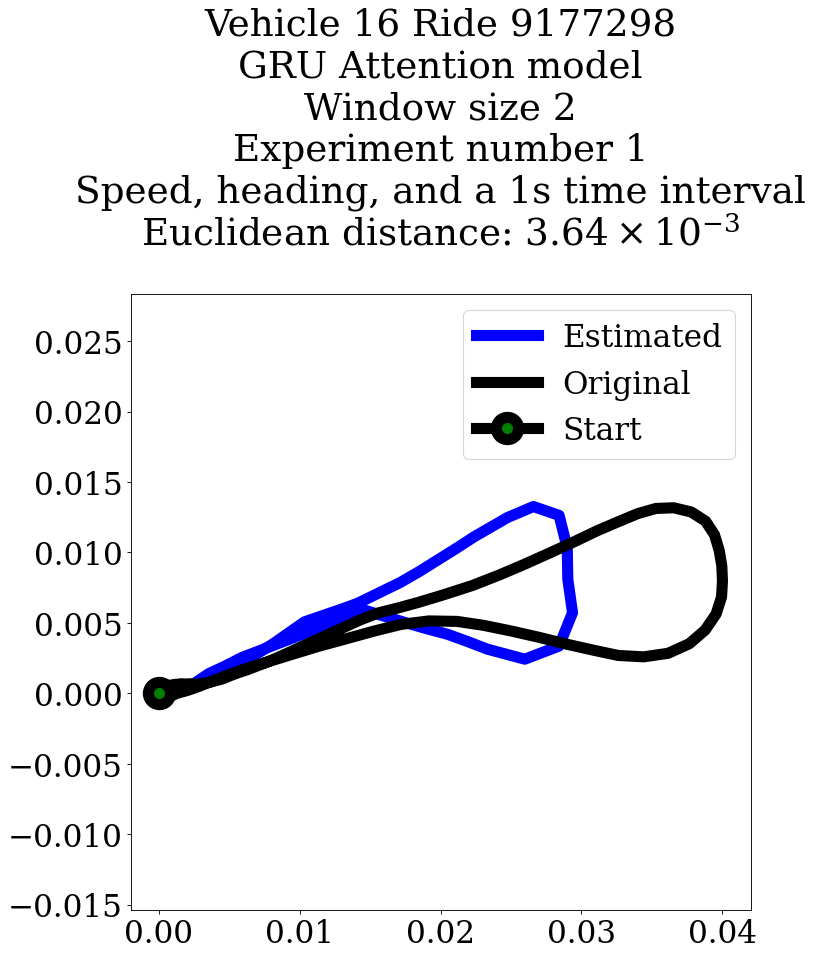 Vehicle 16 Ride 9177298
GRU Attention model
Window size 2
Experiment number 1
Speed, heading, and a 1s time interval
Euclidean distance: 3.64 × 10⁻³
Estimated
Original
Start
0.025
0.020
0.015
0.010
0.005
0.000
−0.005
−0.010
−0.015
0.00 0.01 0.02 0.03 0.04